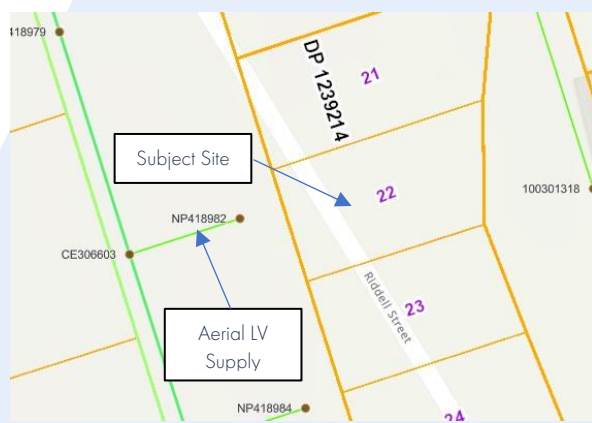 418979
DP 1239214
21
Subject Site
22
100301318
NP418982
CE306603
Riddell Street
23
Aerial LV
Supply
NP418984
24